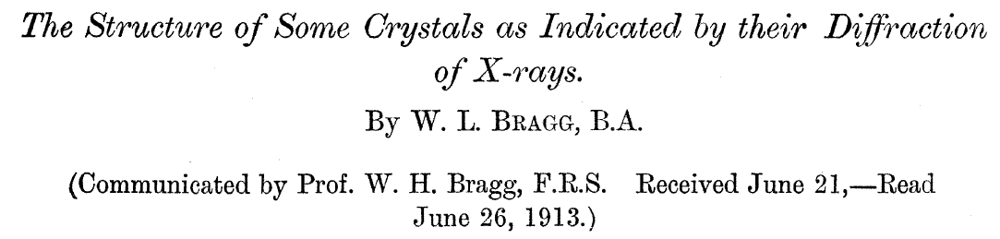 The Structure of Some Crystals as Indicated by their Diffraction
of X-rays.
By W. L. BRAGG, B.A.
(Communicated by Prof. W. H. Bragg, F.R.S. Received June 21,—Read
June 26, 1913.)